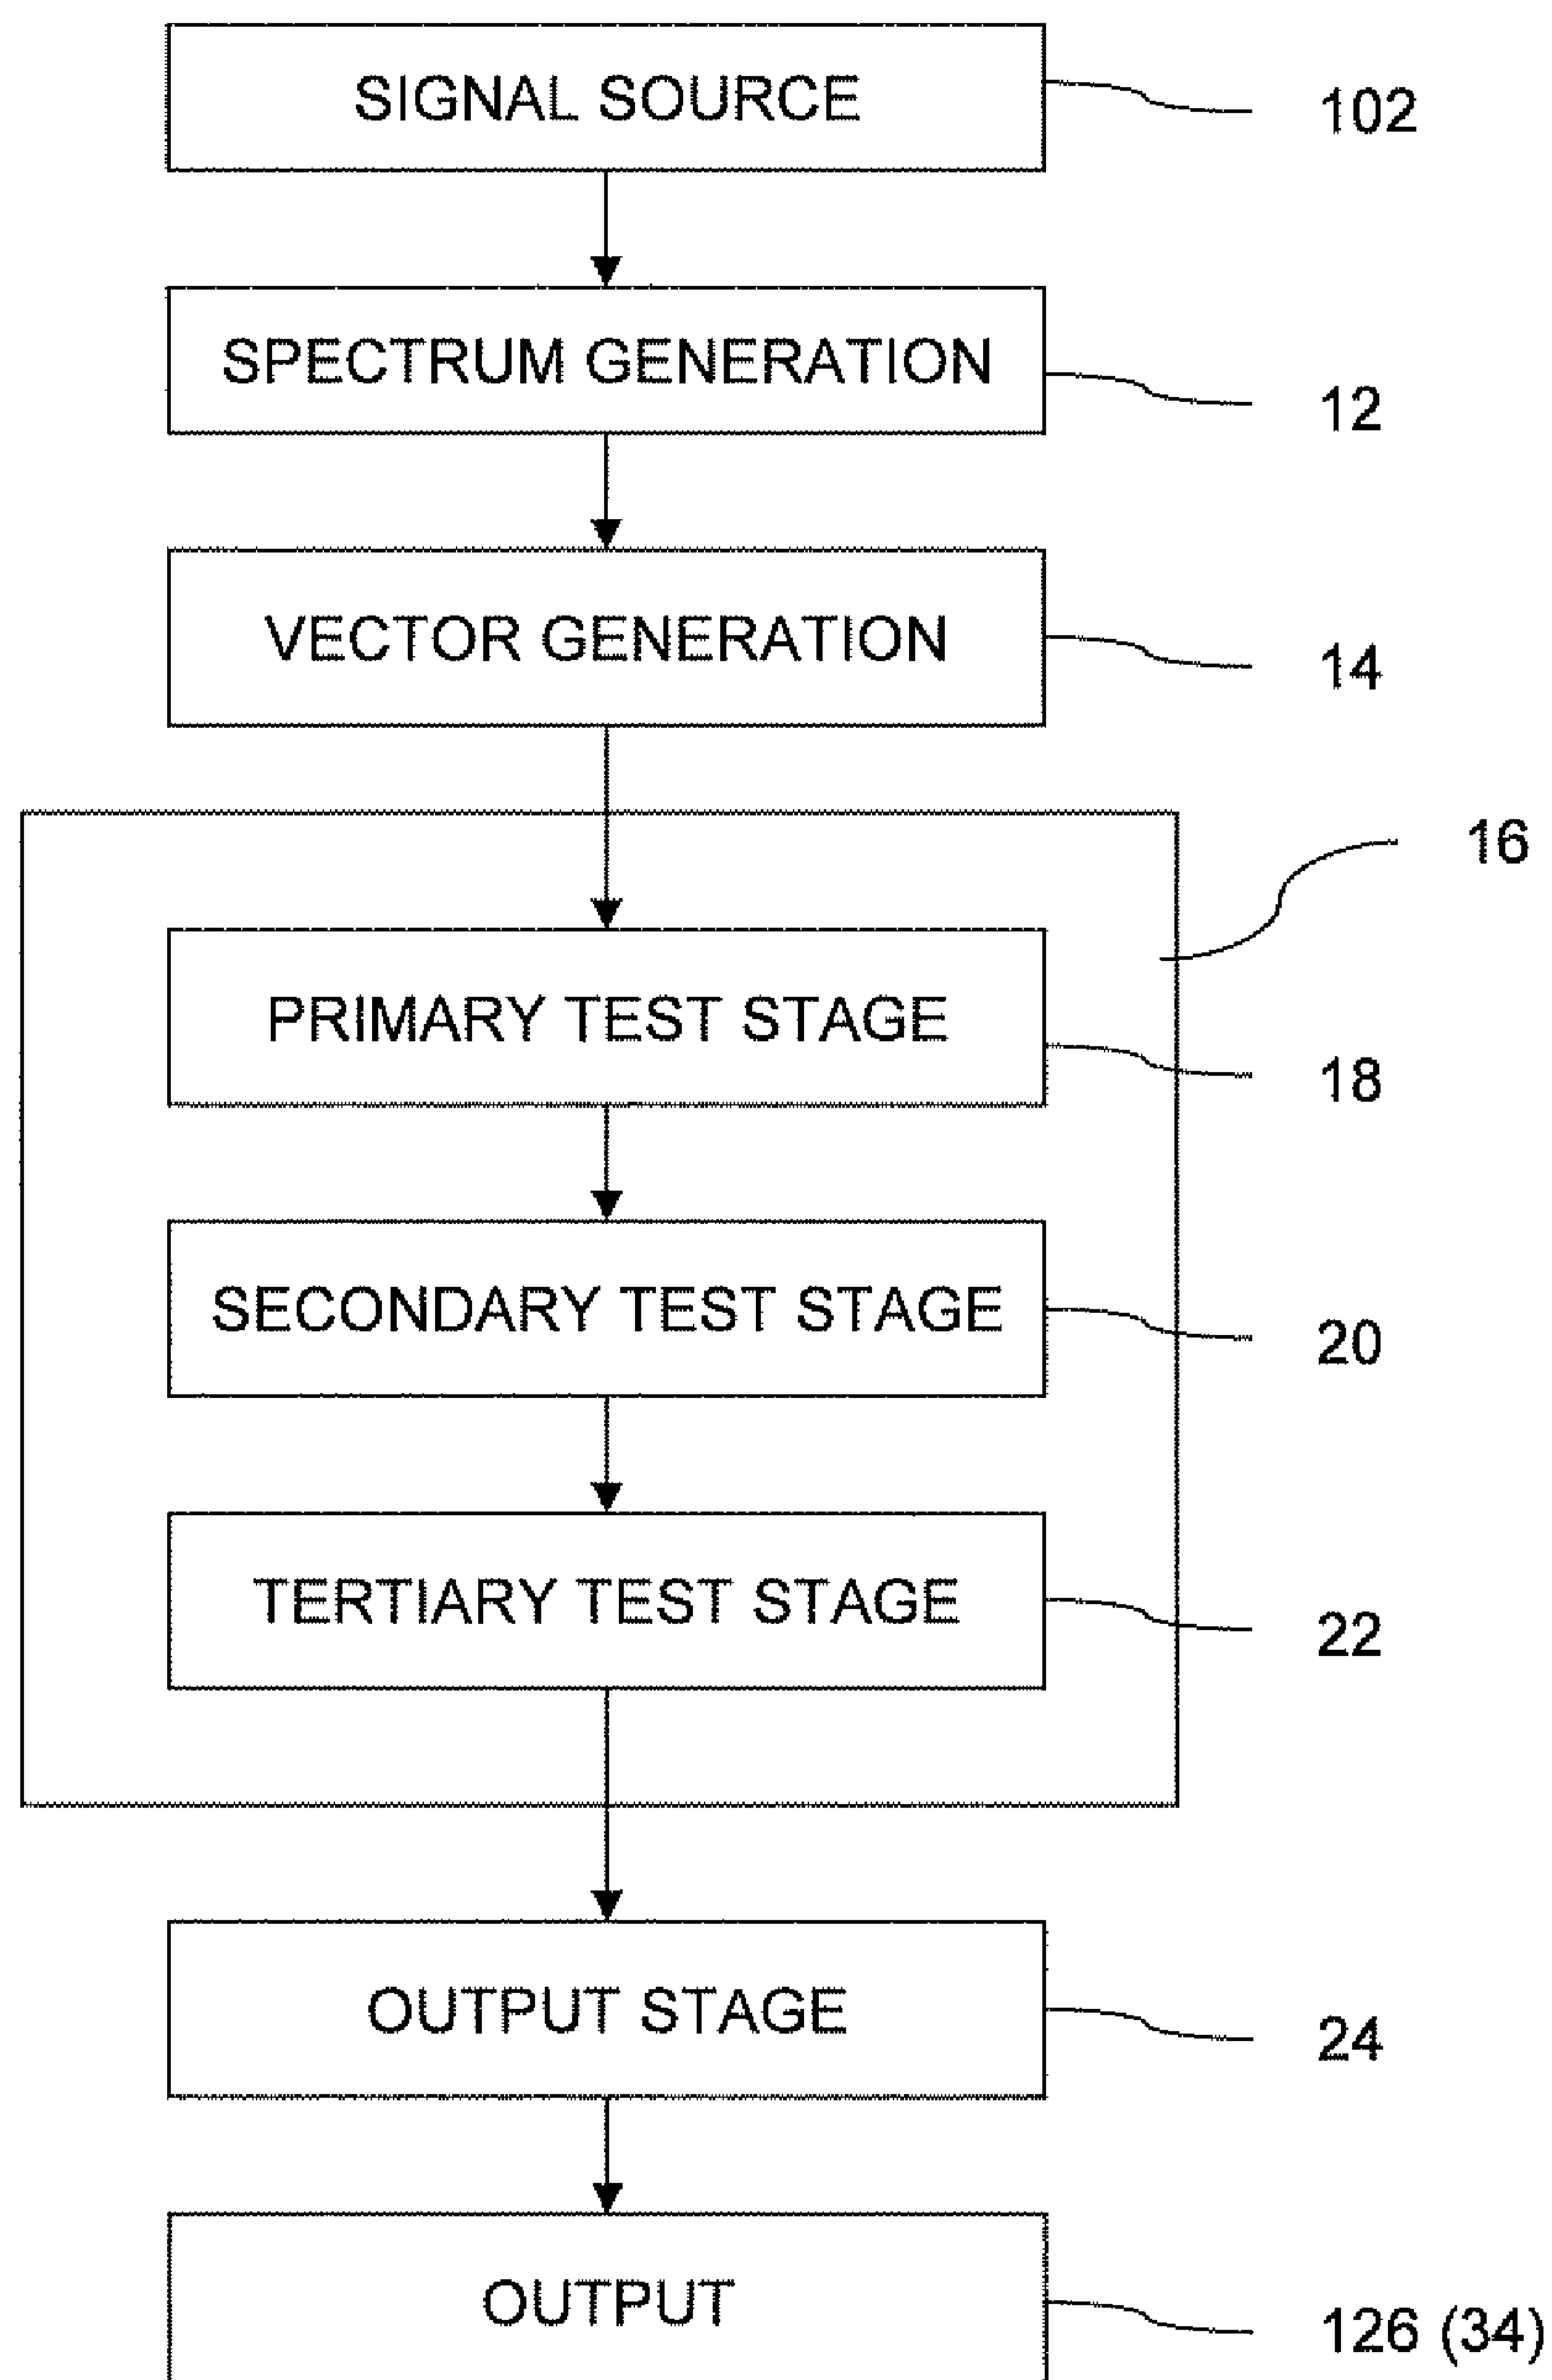 SIGNAL SOURCE
102
SPECTRUM GENERATION
12
VECTOR GENERATION
14
16
PRIMARY TEST STAGE
18
SECONDARY TEST STAGE
20
TERTIARY TEST STAGE
22
OUTPUT STAGE
24
OUTPUT
126 (34)